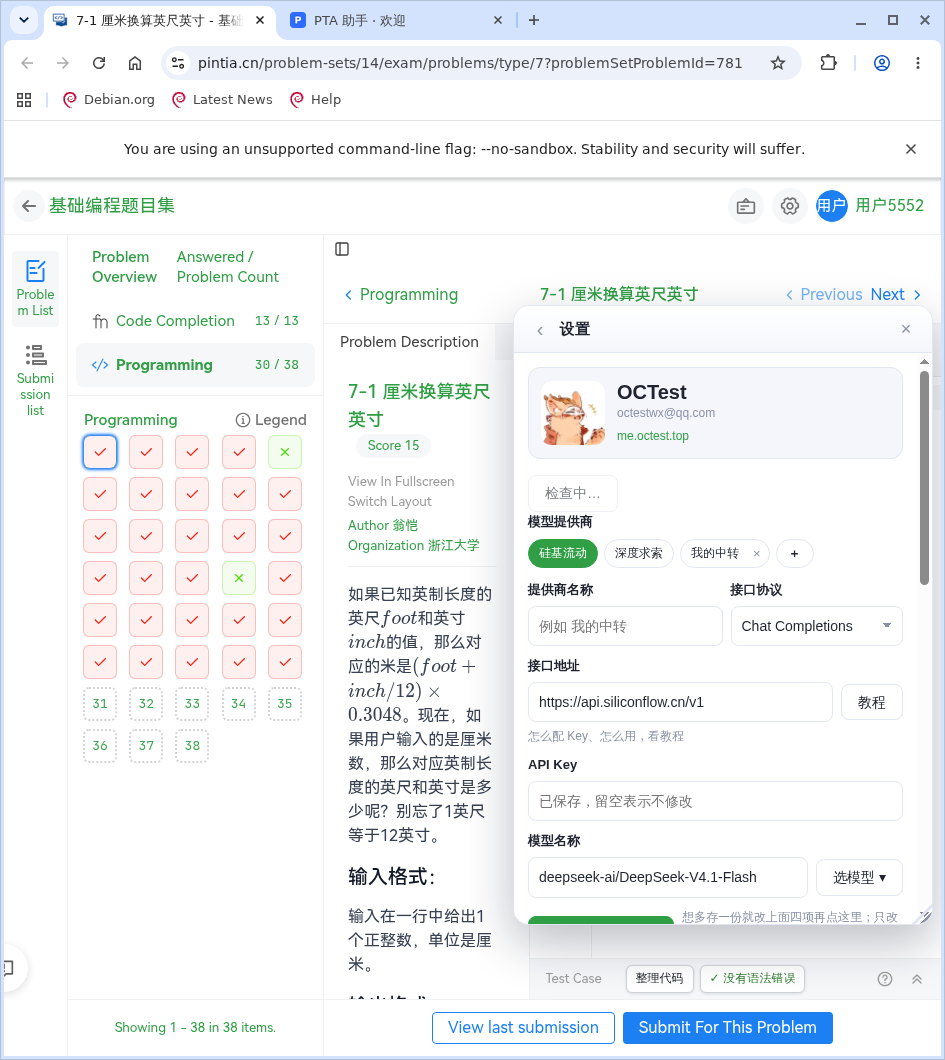 7-1 厘米换算英尺英寸 - 基础
PTA 助手 · 欢迎
pintia.cn/problem-sets/14/exam/problems/type/7?problemSetProblemId=781
Debian.org
Latest News
Help
You are using an unsupported command-line flag: --no-sandbox. Stability and security will suffer.
基础编程题目集
用户
用户5552
Proble
m List
Submi
ssion
list
Problem
Overview
Answered /
Problem Count
Code Completion
13 / 13
Programming
30 / 38
Programming
Legend
31 32 33 34 35
36 37 38
Showing 1 - 38 in 38 items.
Programming
7-1 厘米换算英尺英寸
Previous
Next
Problem Description
7-1 厘米换算英尺
英寸
Score 15
View In Fullscreen
Switch Layout
Author 翁恺
Organization 浙江大学
如果已知英制长度的
英尺foot和英寸
inch的值，那么对
应的米是(foot +
inch/12) ×
0.3048。现在，如
果用户输入的是厘米
数，那么对应英制长
度的英尺和英寸是多
少呢？别忘了1英尺
等于12英寸。
输入格式：
输入在一行中给出1
个正整数，单位是厘
米。
设置
OCTest
octestwx@qq.com
me.octest.top
检查中…
模型提供商
硅基流动
深度求索
我的中转 ×
+
提供商名称
接口协议
例如 我的中转
Chat Completions
接口地址
https://api.siliconflow.cn/v1
教程
怎么配 Key、怎么用，看教程
API Key
已保存，留空表示不修改
模型名称
deepseek-ai/DeepSeek-V4.1-Flash
选模型 ▾
想多存一份就改上面四项再点这里；只改
Test Case
整理代码
✓ 没有语法错误
View last submission
Submit For This Problem